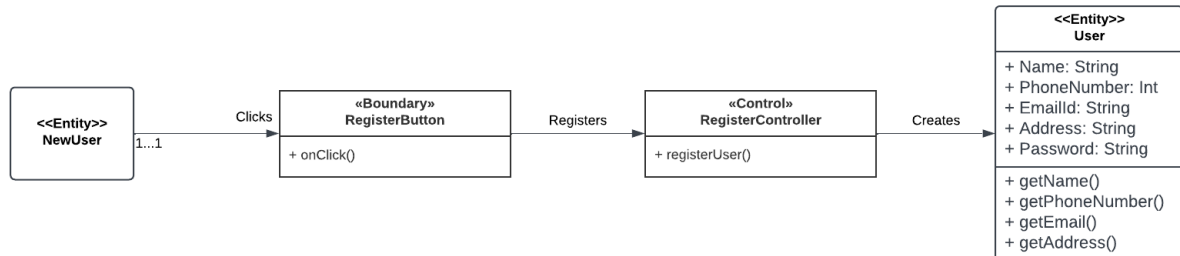 <<Entity>>
NewUser
1...1
Clicks
«Boundary»
RegisterButton
+ onClick()
Registers
«Control»
RegisterController
+ registerUser()
Creates
<<Entity>>
User
+ Name: String
+ PhoneNumber: Int
+ EmailId: String
+ Address: String
+ Password: String
+ getName()
+ getPhoneNumber()
+ getEmail()
+ getAddress()